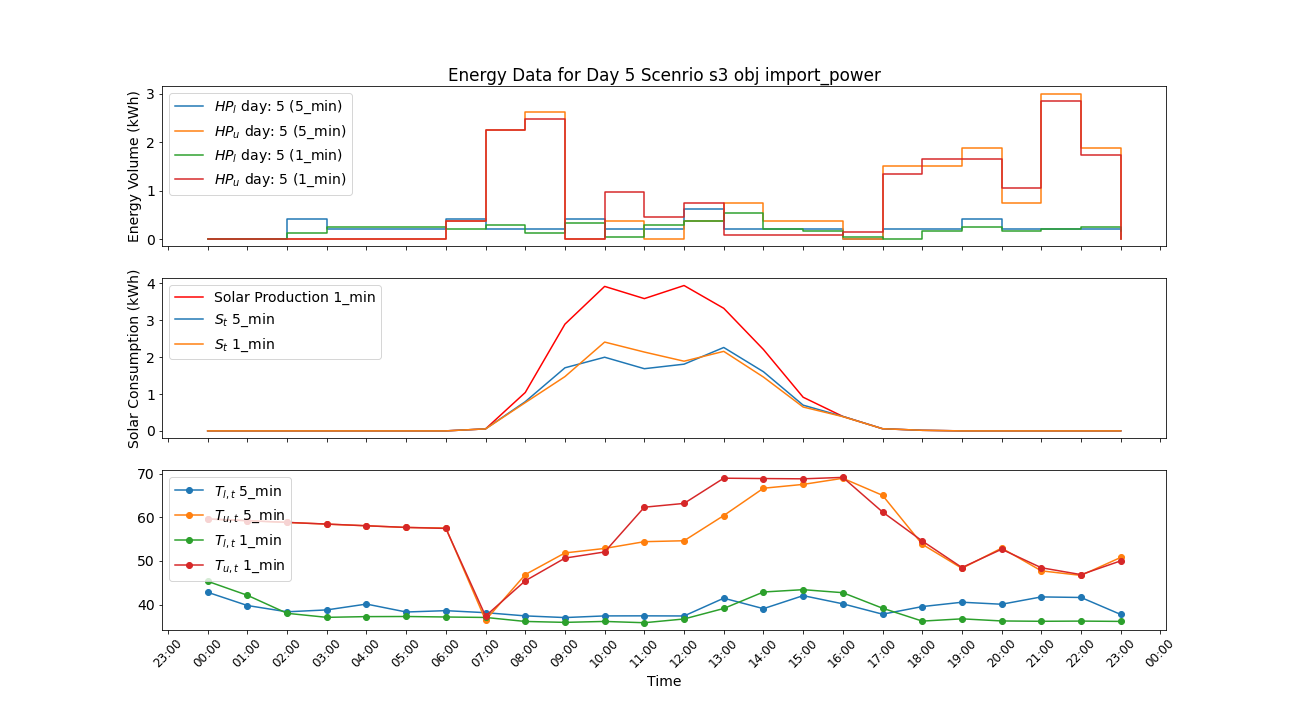 Energy Data for Day 5 Scenrio s3 obj import_power
Energy Volume (kWh)
3
2
1
0
HP_l day: 5 (5_min)
HP_u day: 5 (5_min)
HP_l day: 5 (1_min)
HP_u day: 5 (1_min)
Solar Consumption (kWh)
4
3
2
1
0
Solar Production 1_min
S_t 5_min
S_t 1_min
70
60
50
40
T_{l,t} 5_min
T_{u,t} 5_min
T_{l,t} 1_min
T_{u,t} 1_min
23:00 00:00 01:00 02:00 03:00 04:00 05:00 06:00 07:00 08:00 09:00 10:00 11:00 12:00 13:00 14:00 15:00 16:00 17:00 18:00 19:00 20:00 21:00 22:00 23:00 00:00
Time